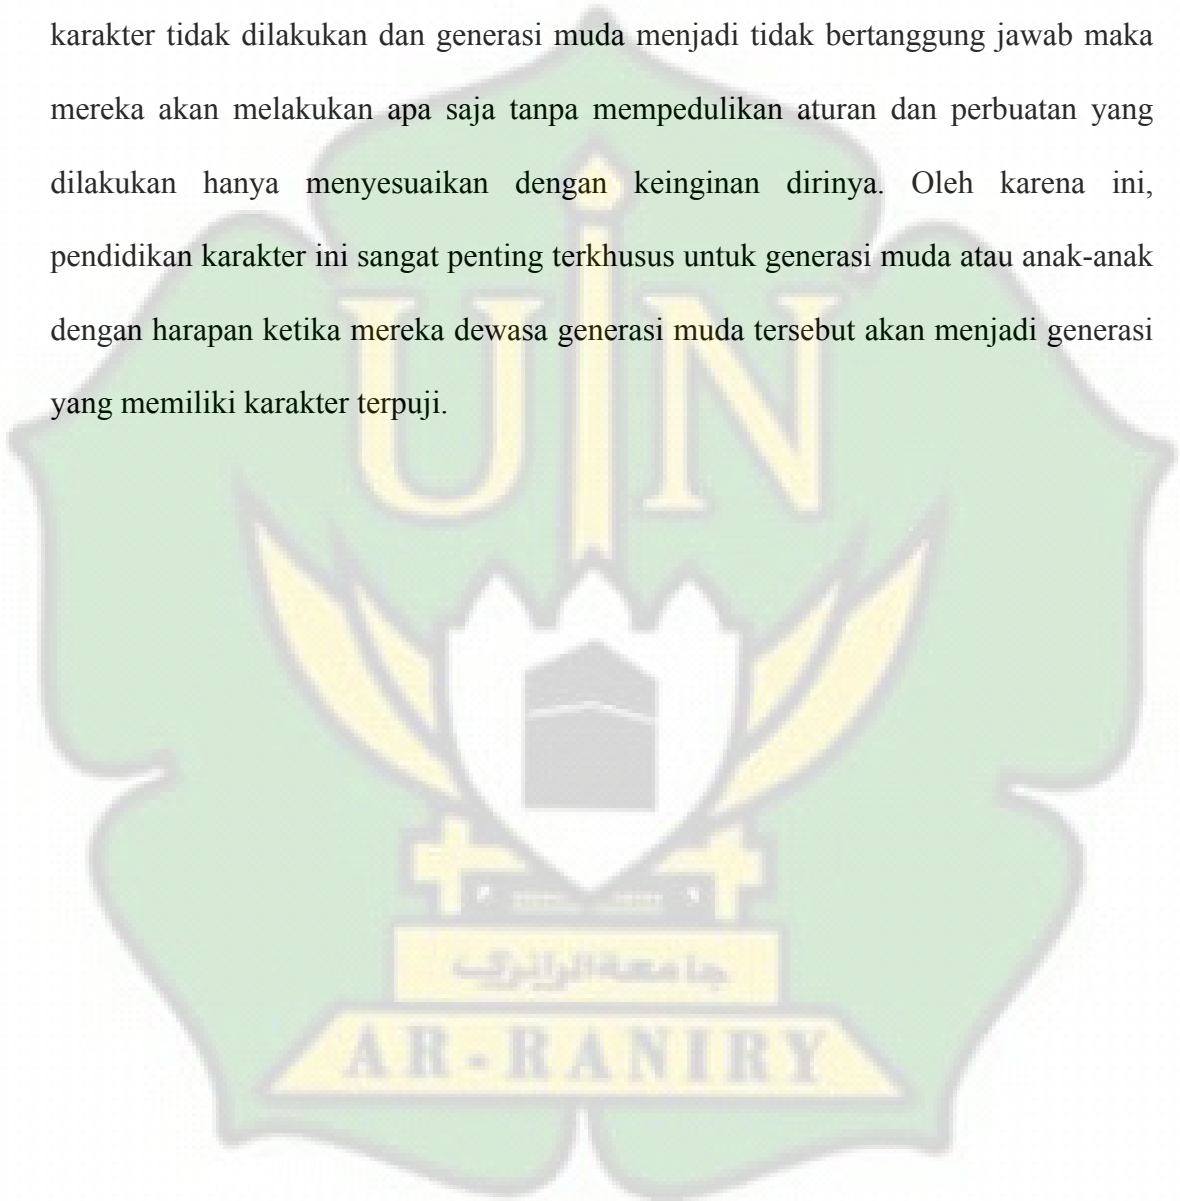 karakter tidak dilakukan dan generasi muda menjadi tidak bertanggung jawab maka
mereka akan melakukan apa saja tanpa mempedulikan aturan dan perbuatan yang
dilakukan hanya menyesuaikan dengan keinginan dirinya. Oleh karena ini,
pendidikan karakter ini sangat penting terkhusus untuk generasi muda atau anak-anak
dengan harapan ketika mereka dewasa generasi muda tersebut akan menjadi generasi
yang memiliki karakter terpuji.
UIN
جامعة الرانري
AR-RANIRY